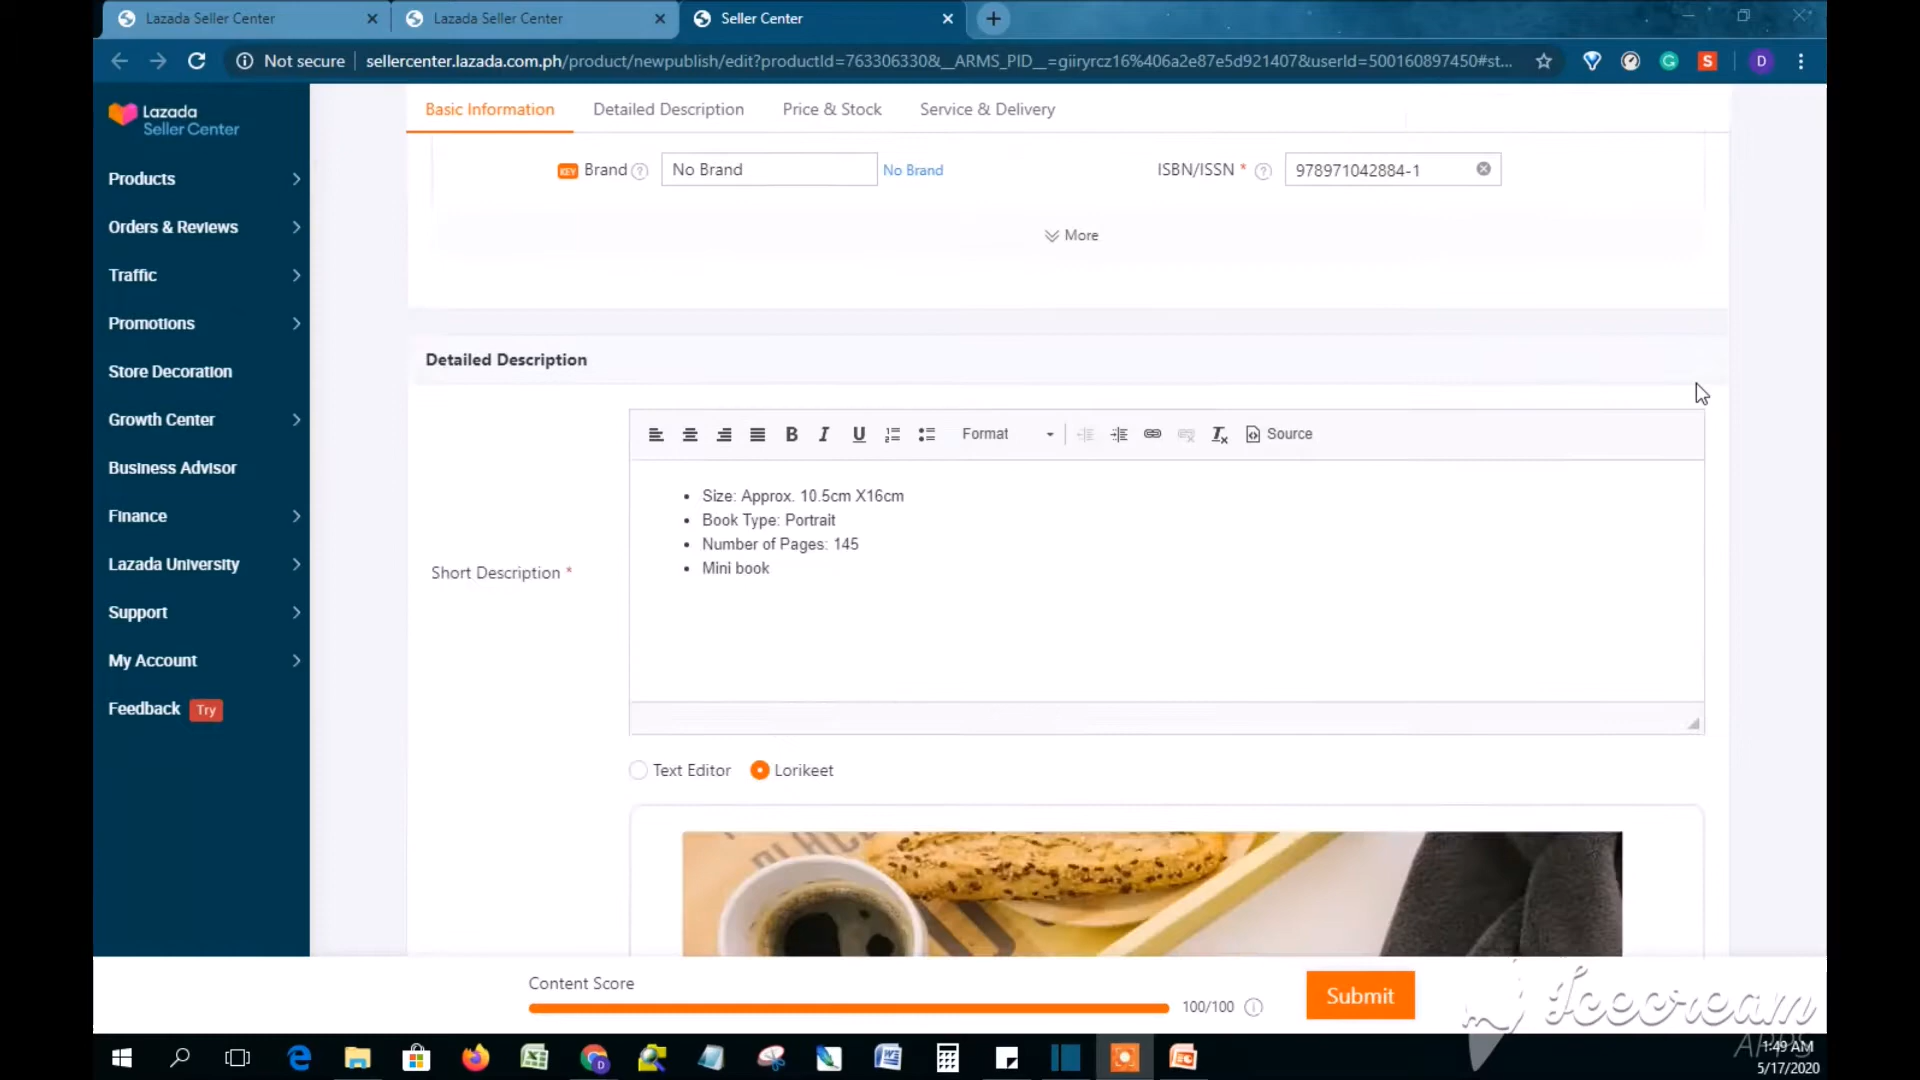 Lazada Seller Center
Lazada Seller Center
Seller Center
Not secure
sellercenter.lazada.com.ph/product/newpublish/edit?productId=763306330&__ARMS_PID__=giiryrcz16%406a2e87e5d921407&userId=500160897450#st...
S
D
Lazada
Seller Center
Products
Orders & Reviews
Traffic
Promotions
Store Decoration
Growth Center
Business Advisor
Finance
Lazada University
Support
My Account
Feedback Try
Basic Information Detailed Description Price & Stock Service & Delivery
KEY Brand ? No Brand No Brand ISBN/ISSN * ? 978971042884-1
More
Detailed Description
Format Source
Size: Approx. 10.5cm X16cm
Book Type: Portrait
Number of Pages: 145
Mini book
Short Description *
Text Editor Lorikeet
Content Score
100/100
Submit
Icecream
APPS
1:49 AM
5/17/2020